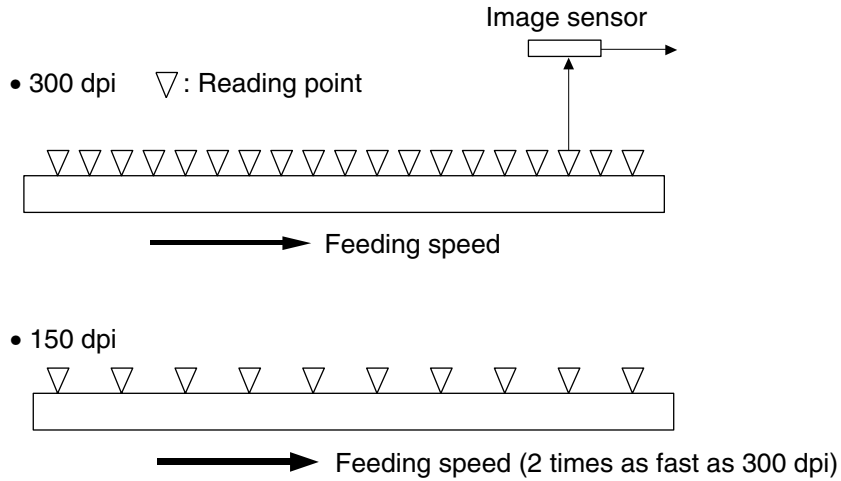 Image sensor
• 300 dpi ▽ : Reading point
Feeding speed
• 150 dpi
Feeding speed (2 times as fast as 300 dpi)